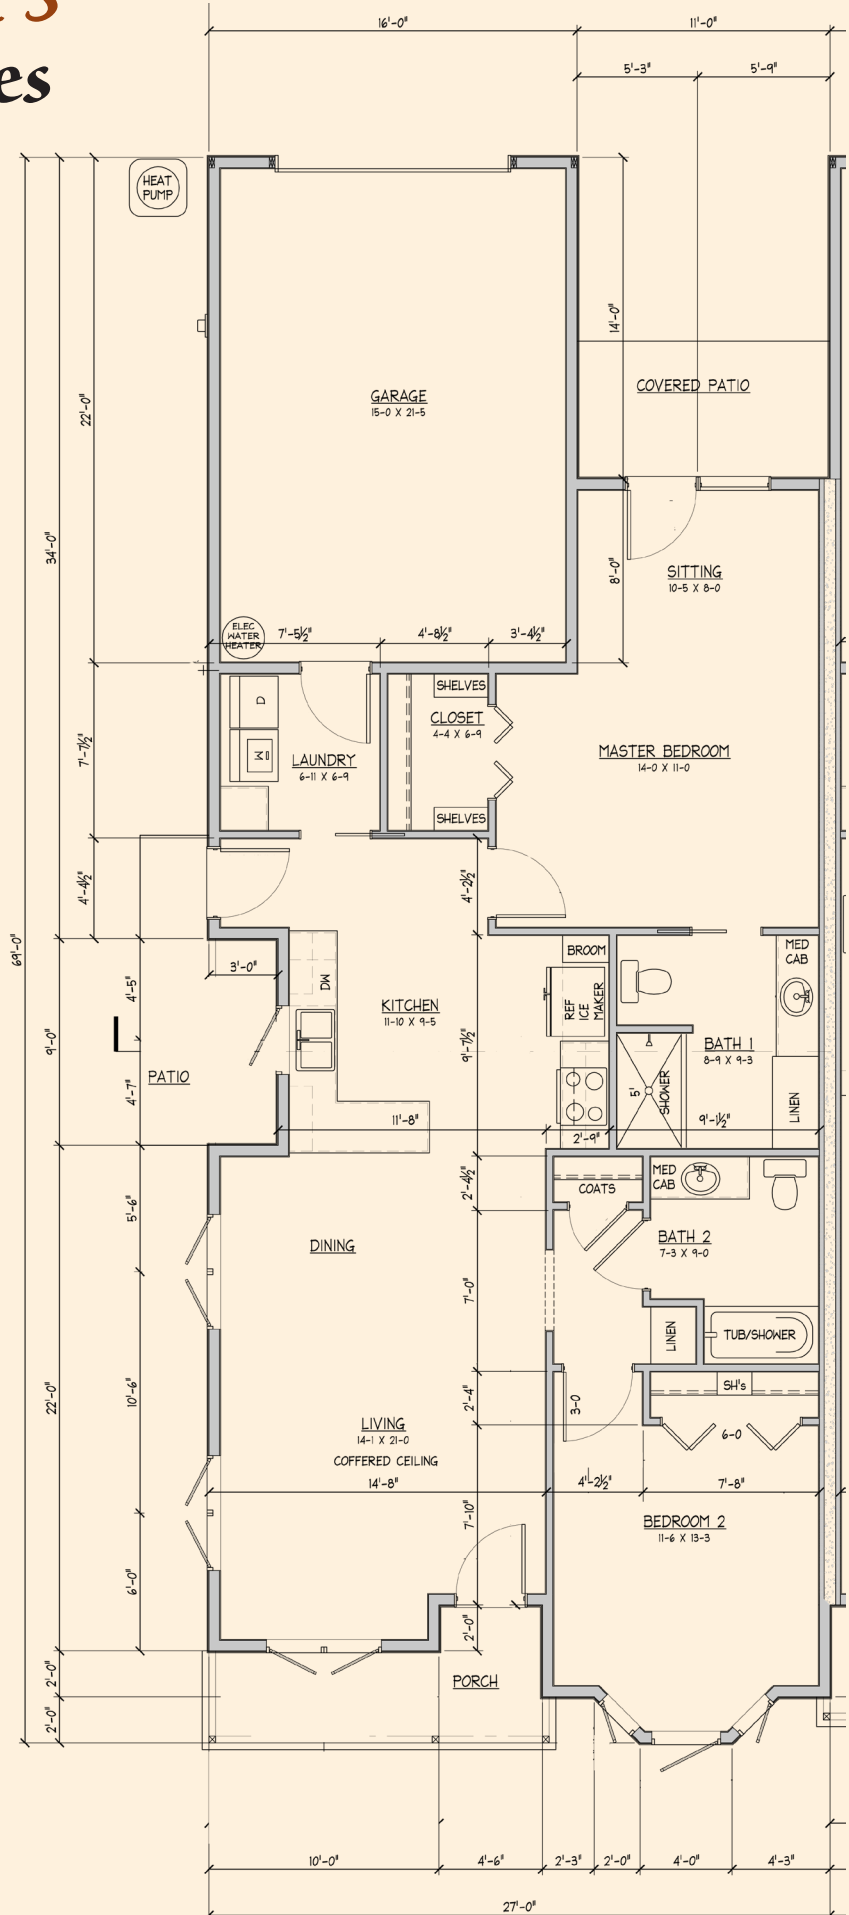 's
es
16'-0"
11'-0"
5'-3"
5'-9"
HEAT
PUMP
14'-0"
22'-0"
34'-0"
69'-0"
GARAGE
15-0 X 21-5
COVERED PATIO
SITTING
10-5 X 8-0
8'-0"
ELEC
WATER
HEATER
7'-5½"
4'-8½"
3'-4½"
D
SHELVES
CLOSET
4-4 X 6-9
SHELVES
W
LAUNDRY
6-11 X 6-9
MASTER BEDROOM
14-0 X 11-0
7'-7½"
4'-4½"
4'-2½"
3'-0"
4'-5"
9'-0"
4'-7"
PATIO
DW
KITCHEN
11-10 X 9-5
9'-7½"
BROOM
REF
ICE
MAKER
MED
CAB
BATH 1
8-9 X 9-3
5'
SHOWER
LINEN
11'-8"
2'-9"
9'-1½"
2'-4½"
COATS
MED
CAB
BATH 2
7-3 X 9-0
5'-6"
DINING
7'-0"
LINEN
TUB/SHOWER
10'-6"
22'-0"
2'-4"
3-0
SH's
6-0
LIVING
14-1 X 21-0
COFFERED CEILING
14'-8"
4'-2½"
7'-8"
7'-10"
BEDROOM 2
11-6 X 13-3
6'-0"
2'-0"
PORCH
2'-0"
2'-0"
10'-0"
4'-6"
2'-3"
2'-0"
4'-0"
4'-3"
27'-0"